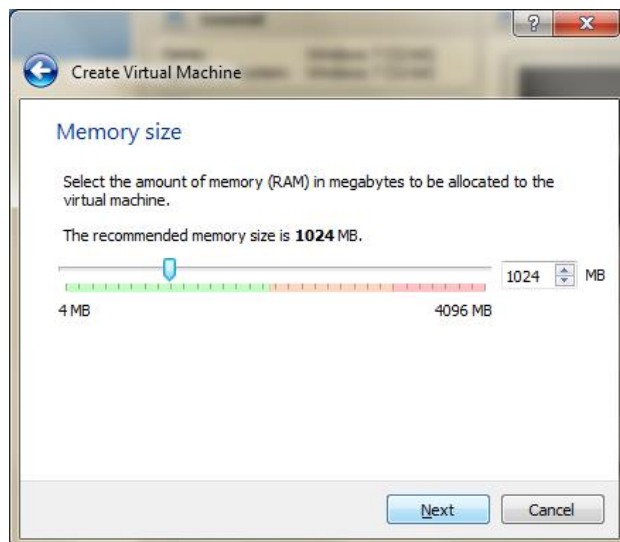 ?
Create Virtual Machine
Memory size
Select the amount of memory (RAM) in megabytes to be allocated to the
virtual machine.
The recommended memory size is 1024 MB.
1024 MB
4 MB 4096 MB
Next Cancel